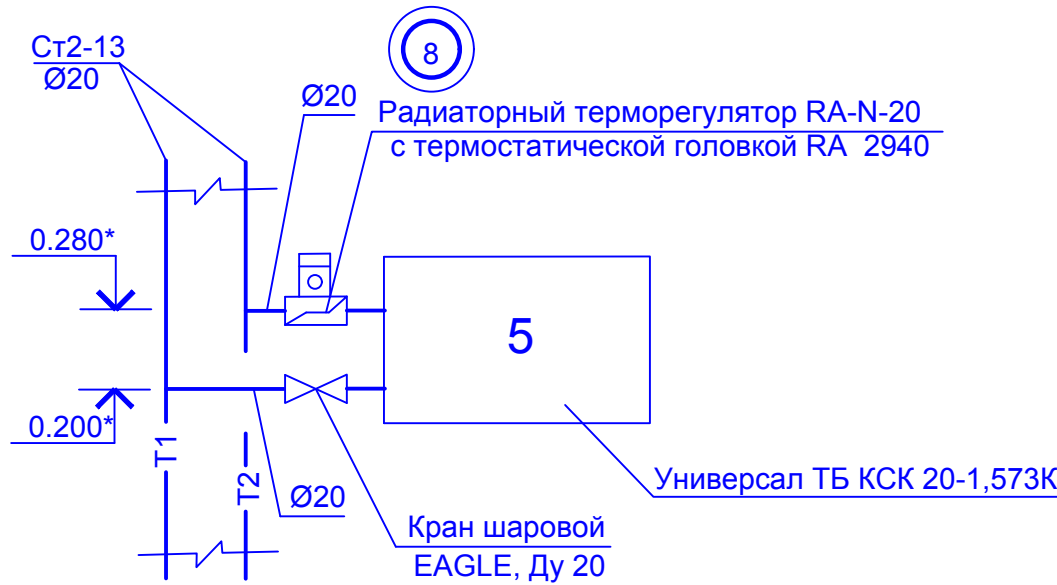 Ст2-13
Ø20
8
Ø20
Радиаторный терморегулятор RA-N-20
с термостатической головкой RA 2940
0.280*
5
0.200*
T1
T2
Ø20
Универсал ТБ КСК 20-1,573К
Кран шаровой
EAGLE, Ду 20